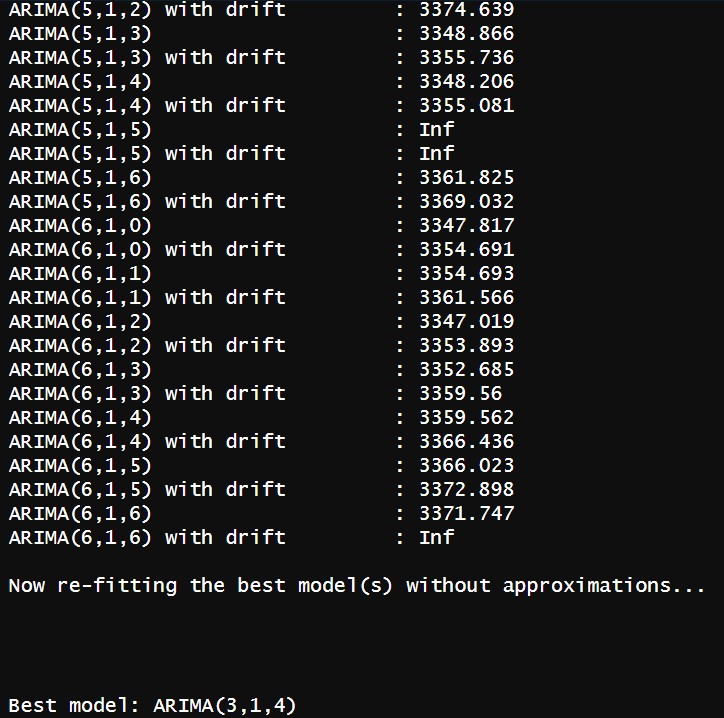 ARIMA(5,1,2) with drift : 3374.639
ARIMA(5,1,3) : 3348.866
ARIMA(5,1,3) with drift : 3355.736
ARIMA(5,1,4) : 3348.206
ARIMA(5,1,4) with drift : 3355.081
ARIMA(5,1,5) : Inf
ARIMA(5,1,5) with drift : Inf
ARIMA(5,1,6) : 3361.825
ARIMA(5,1,6) with drift : 3369.032
ARIMA(6,1,0) : 3347.817
ARIMA(6,1,0) with drift : 3354.691
ARIMA(6,1,1) : 3354.693
ARIMA(6,1,1) with drift : 3361.566
ARIMA(6,1,2) : 3347.019
ARIMA(6,1,2) with drift : 3353.893
ARIMA(6,1,3) : 3352.685
ARIMA(6,1,3) with drift : 3359.56
ARIMA(6,1,4) : 3359.562
ARIMA(6,1,4) with drift : 3366.436
ARIMA(6,1,5) : 3366.023
ARIMA(6,1,5) with drift : 3372.898
ARIMA(6,1,6) : 3371.747
ARIMA(6,1,6) with drift : Inf
Now re-fitting the best model(s) without approximations...
Best model: ARIMA(3,1,4)